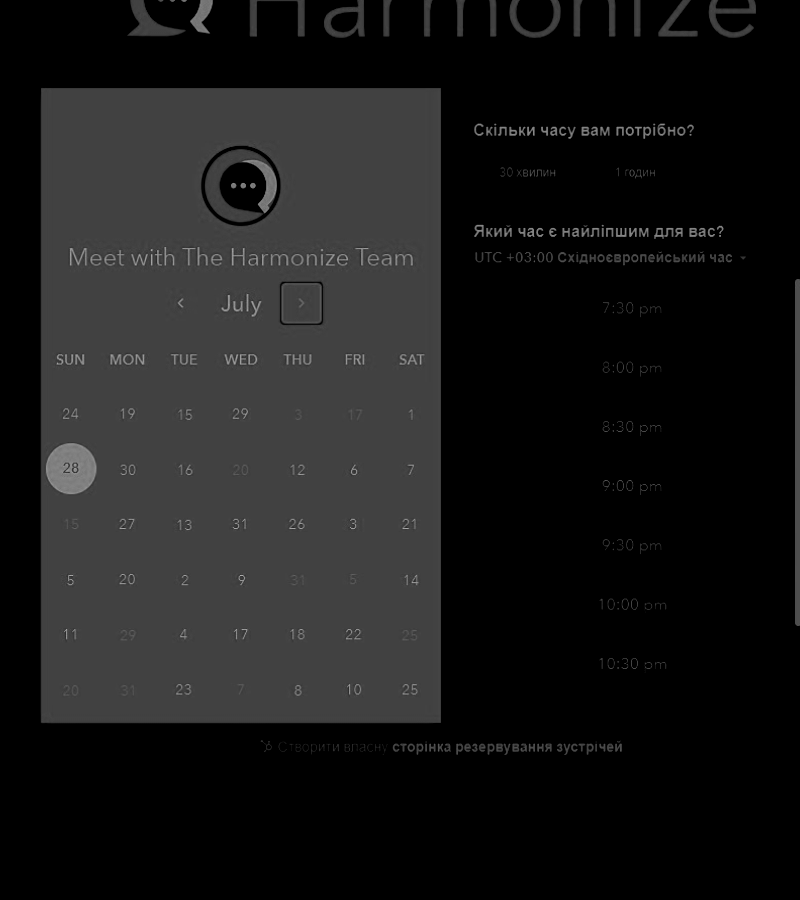 Harmonize
Meet with The Harmonize Team
July
SUN MON TUE WED THU FRI SAT
24 19 15 29 3 17 1
28 30 16 20 12 6 7
15 27 13 31 26 3 21
5 20 2 9 31 5 14
11 29 4 17 18 22 25
20 31 23 7 8 10 25
Скільки часу вам потрібно?
30 хвилин 1 годин
Який час є найліпшим для вас?
UTC +03:00 Східноєвропейський час
7:30 pm
8:00 pm
8:30 pm
9:00 pm
9:30 pm
10:00 pm
10:30 pm
Створити власну сторінка резервування зустрічей